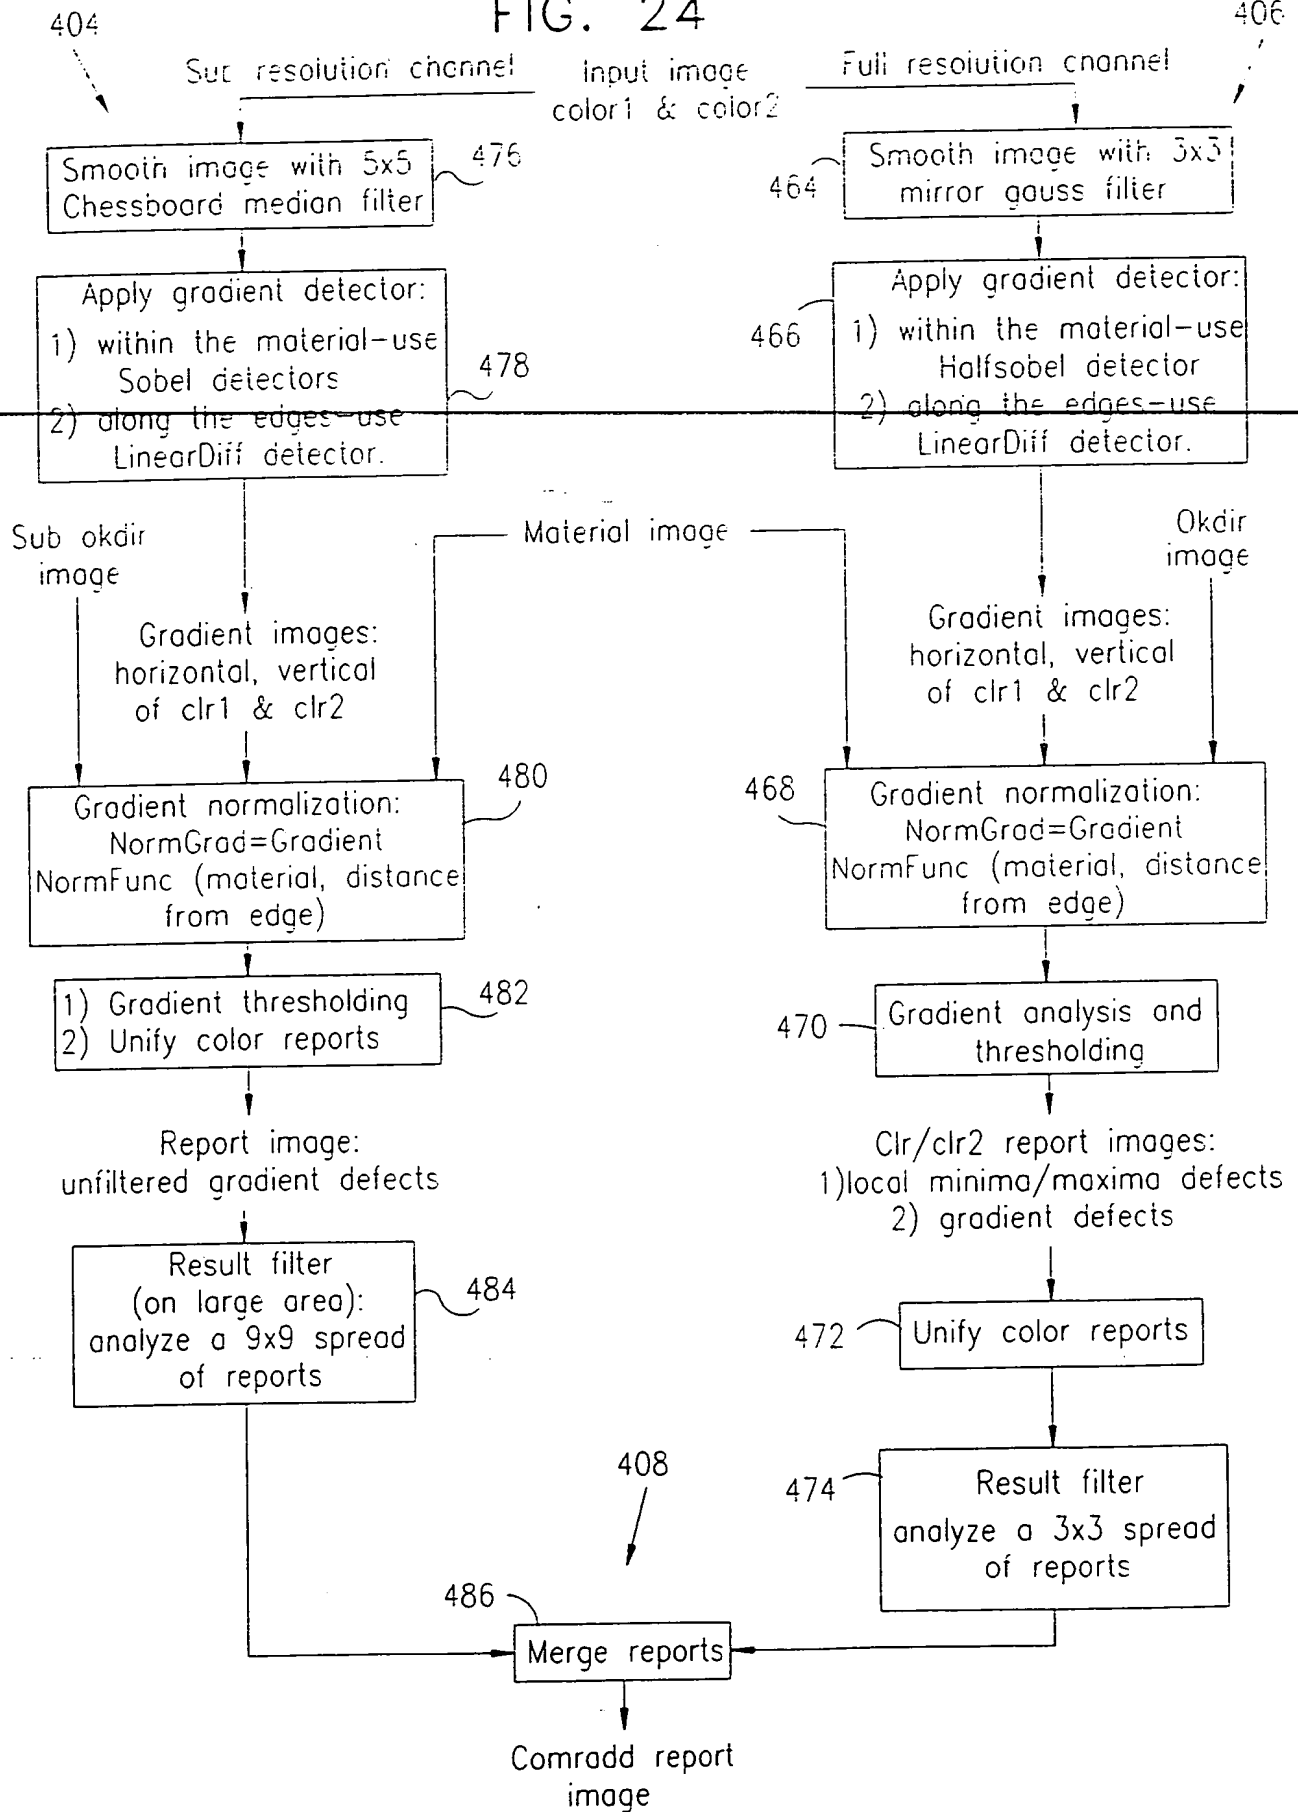 FIG. 24
404
406
Sub resolution channel
Input image
color1 & color2
Full resolution channel
Smooth image with 5x5
Chessboard median filter
476
464
Smooth image with 3x3
mirror gauss filter
Apply gradient detector:
1) within the material-use
Sobel detectors
2) along the edges-use
LinearDiff detector.
478
466
Apply gradient detector:
1) within the material-use
Halfsobel detector
2) along the edges-use
LinearDiff detector.
Sub okdir
image
Material image
Okdir
image
Gradient images:
horizontal, vertical
of clr1 & clr2
Gradient images:
horizontal, vertical
of clr1 & clr2
480
Gradient normalization:
NormGrad=Gradient
NormFunc (material, distance
from edge)
468
Gradient normalization:
NormGrad=Gradient
NormFunc (material, distance
from edge)
1) Gradient thresholding
2) Unify color reports
482
470
Gradient analysis and
thresholding
Report image:
unfiltered gradient defects
Clr/clr2 report images:
1)local minima/maxima defects
2) gradient defects
Result filter
(on large area):
analyze a 9x9 spread
of reports
484
472
Unify color reports
408
474
Result filter
analyze a 3x3 spread
of reports
486
Merge reports
Comradd report
image